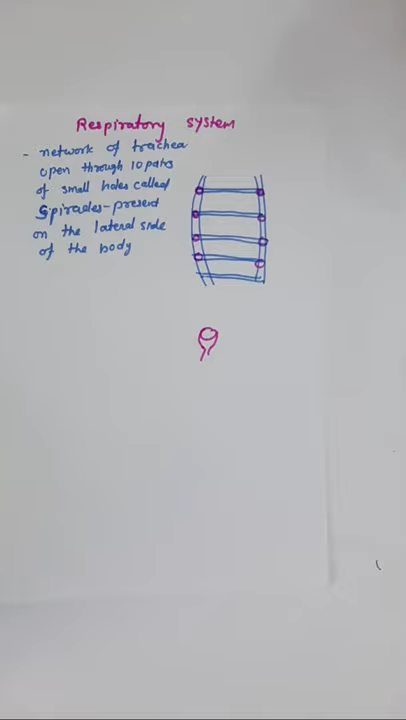 Respiratory system
- network of trachea
open through 10 pairs
of small holes called
Spiracles - present
on the lateral side
of the body